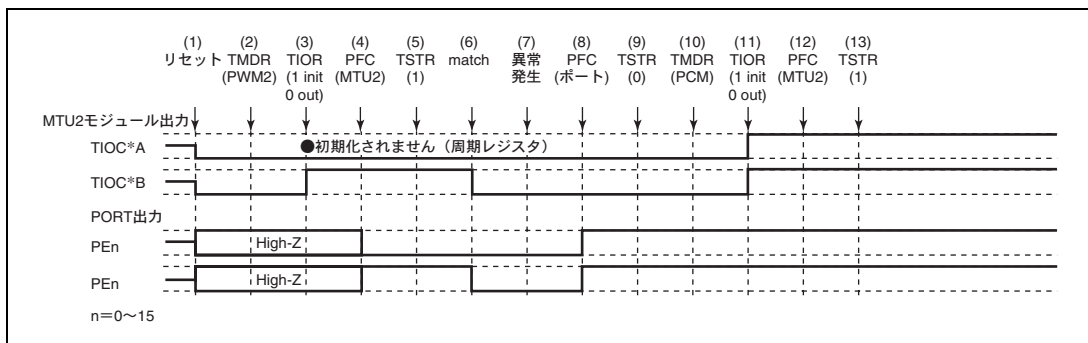 (1) (2) (3) (4) (5) (6) (7) (8) (9) (10) (11) (12) (13)
リセット TMDR TIOR PFC TSTR match 異常 PFC TSTR TMDR TIOR PFC TSTR
(PWM2) (1 init (MTU2) (1) 発生 (ポート) (0) (PCM) (1 init (MTU2) (1)
0 out) 0 out)
MTU2モジュール出力
TIOC*A ●初期化されません（周期レジスタ）
TIOC*B
PORT出力
PEn High-Z
PEn High-Z
n=0～15